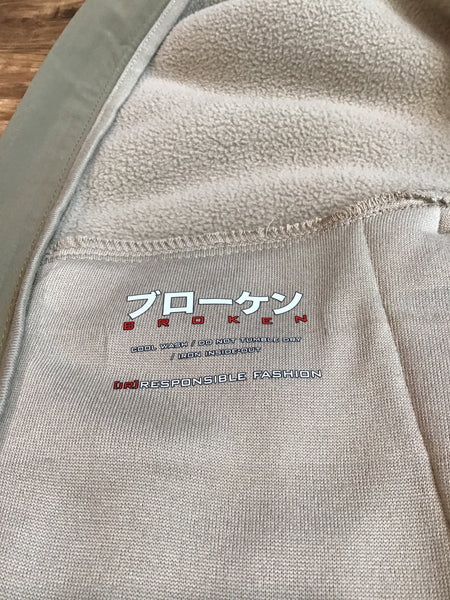 ブローケン
BROKEN
COOL WASH / DO NOT TUMBLE DRY
/ IRON INSIDE-OUT
[IR]RESPONSIBLE FASHION